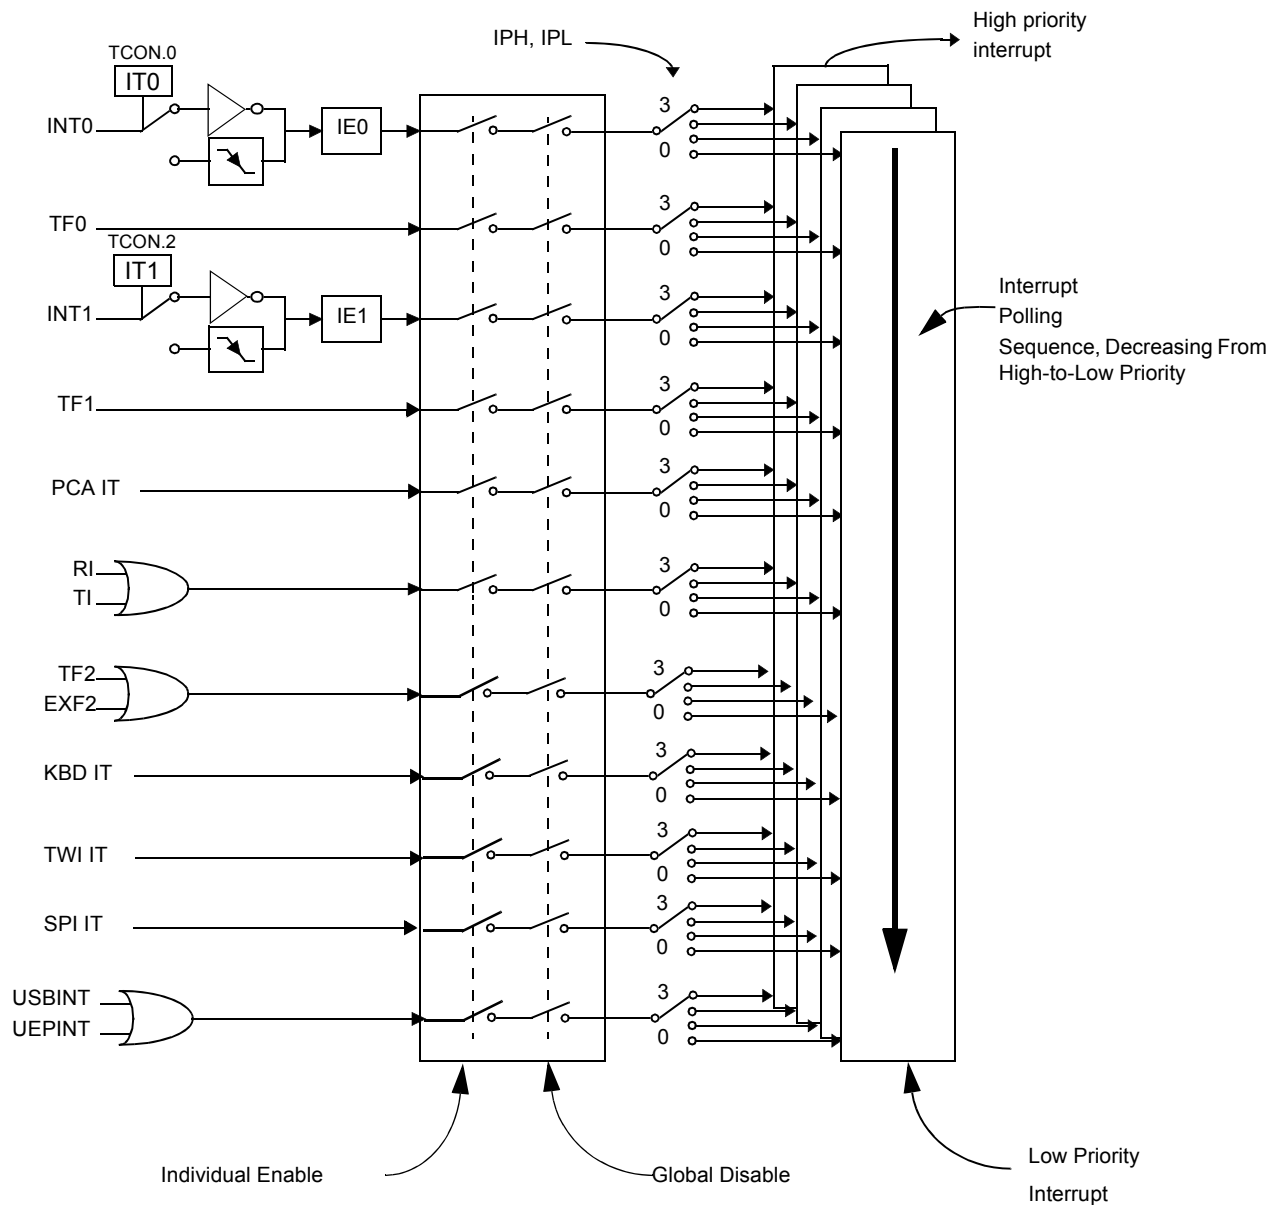 High priority
interrupt
IPH, IPL
TCON.0
IT0
INT0
IE0
3
0
TF0
3
0
TCON.2
IT1
INT1
IE1
3
0
Interrupt
Polling
Sequence, Decreasing From
High-to-Low Priority
TF1
3
0
PCA IT
3
0
RI
TI
3
0
TF2
EXF2
3
0
KBD IT
3
0
TWI IT
3
0
SPI IT
3
0
USBINT
UEPINT
3
0
Individual Enable
Global Disable
Low Priority
Interrupt